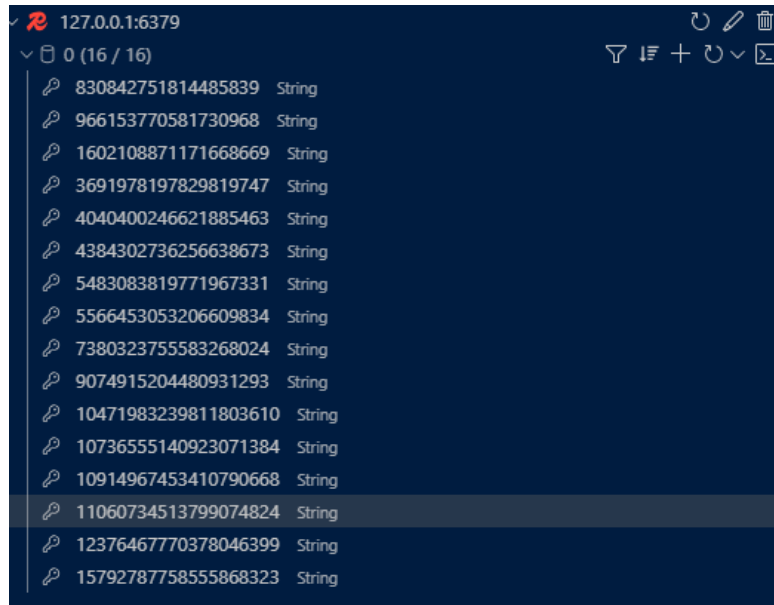 127.0.0.1:6379
0 (16 / 16)
830842751814485839 String
966153770581730968 String
1602108871171668669 String
3691978197829819747 String
4040400246621885463 String
4384302736256638673 String
5483083819771967331 String
5566453053206609834 String
7380323755583268024 String
9074915204480931293 String
10471983239811803610 String
10736555140923071384 String
10914967453410790668 String
11060734513799074824 String
12376467770378046399 String
15792787758555868323 String